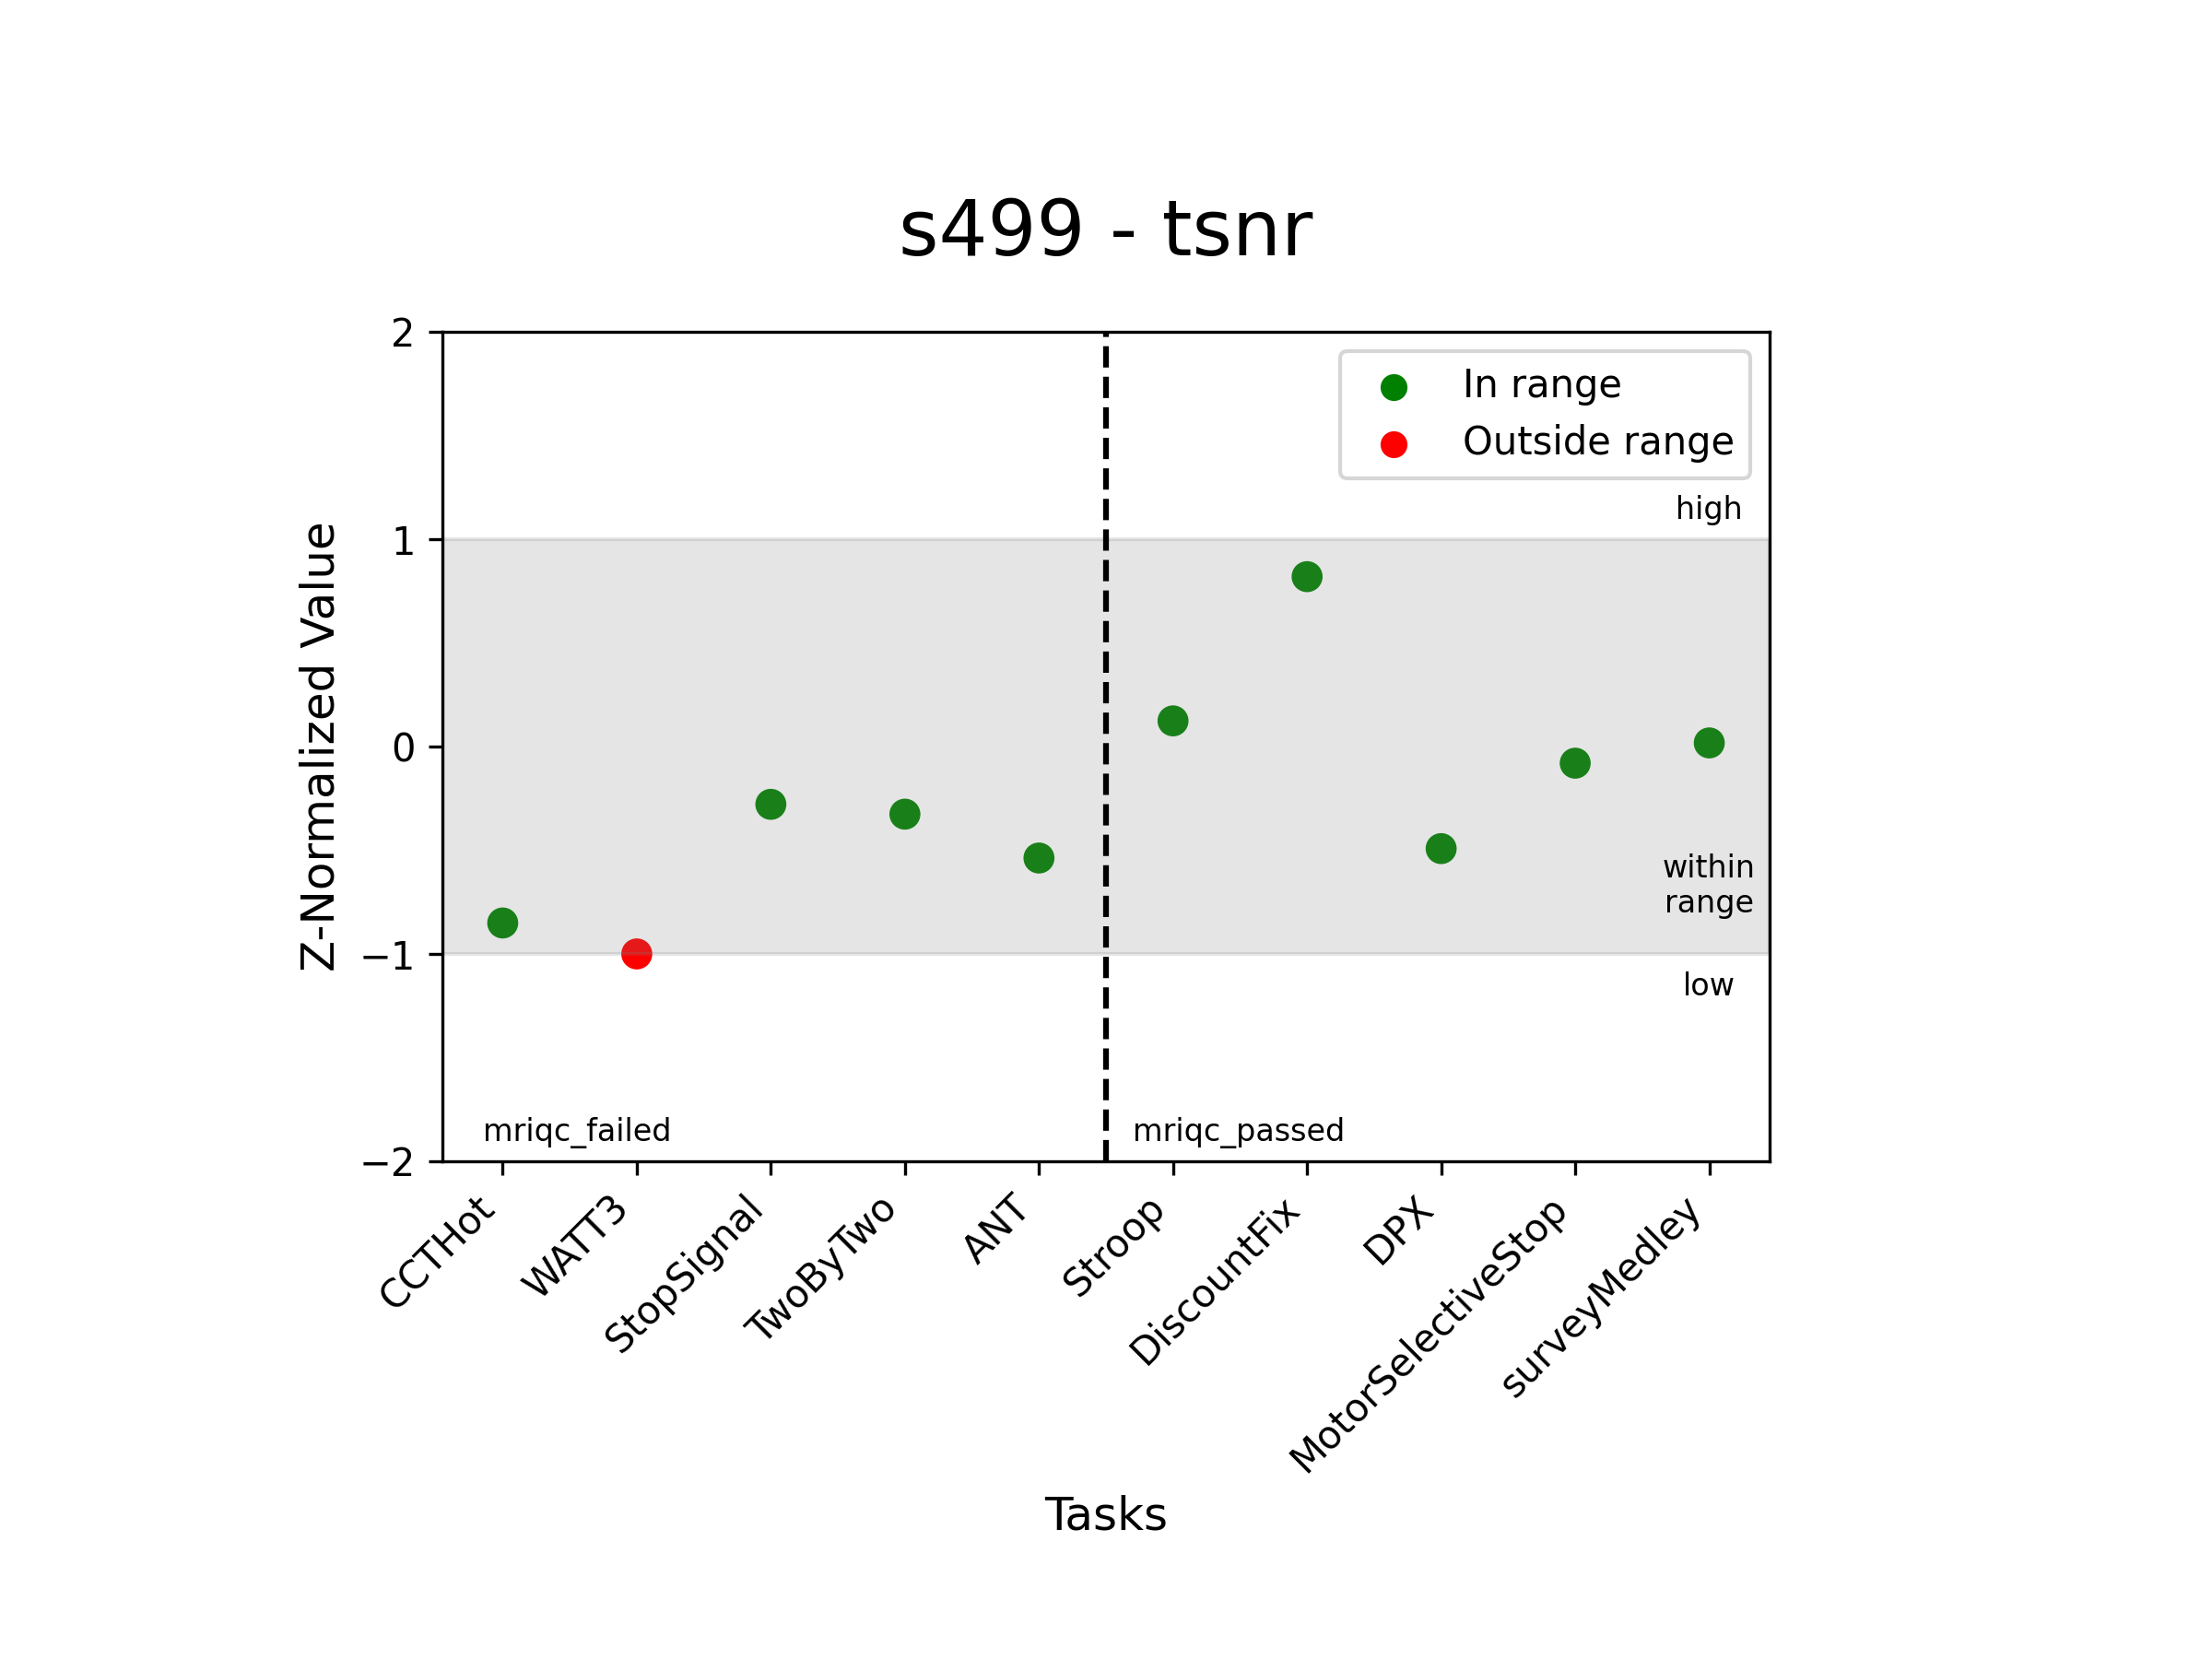 s499 - tsnr
Z-Normalized Value
2
1
0
−1
−2
In range
Outside range
high
within
range
low
mriqc_failed
mriqc_passed
CCTHot
WATT3
StopSignal
TwoByTwo
ANT
Stroop
DiscountFix
DPX
MotorSelectiveStop
surveyMedley
Tasks